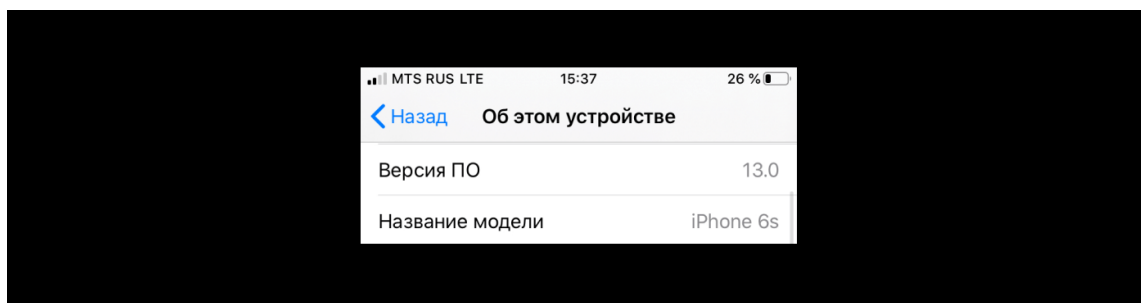 MTS RUS LTE 15:37 26 %
Назад Об этом устройстве
Версия ПО 13.0
Название модели iPhone 6s